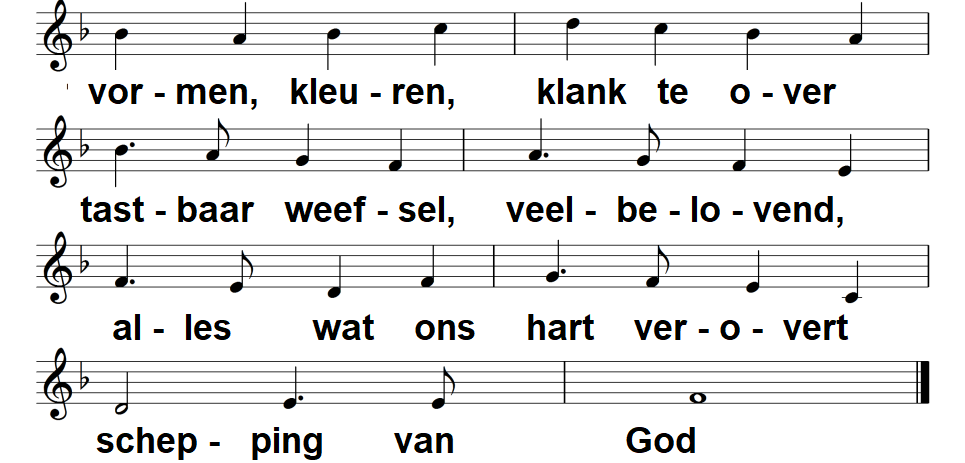 vor - men, kleu - ren, klank te o - ver
tast - baar weef - sel, veel - be - lo - vend,
al - les wat ons hart ver - o - vert
schep - ping van God